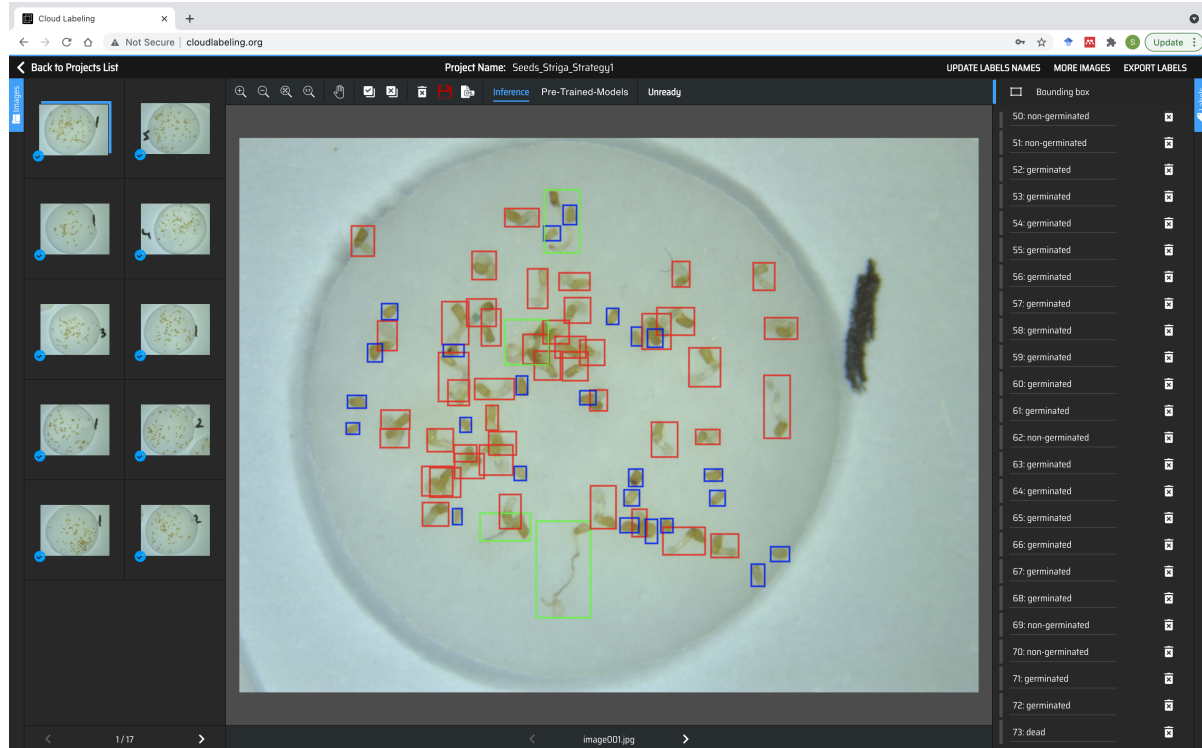 Cloud Labeling
Not Secure cloudlabeling.org
S Update
Back to Projects List
Project Name: Seeds_Striga_Strategy1
UPDATE LABELS NAMES MORE IMAGES EXPORT LABELS
Images
Inference Pre-Trained-Models Unready
Bounding box
Labels
50: non-germinated
51: non-germinated
52: germinated
53: germinated
54: germinated
55: germinated
56: germinated
57: germinated
58: germinated
59: germinated
60: germinated
61: germinated
62: non-germinated
63: germinated
64: germinated
65: germinated
66: germinated
67: germinated
68: germinated
69: non-germinated
70: non-germinated
71: germinated
72: germinated
73: dead
1/17
image001.jpg